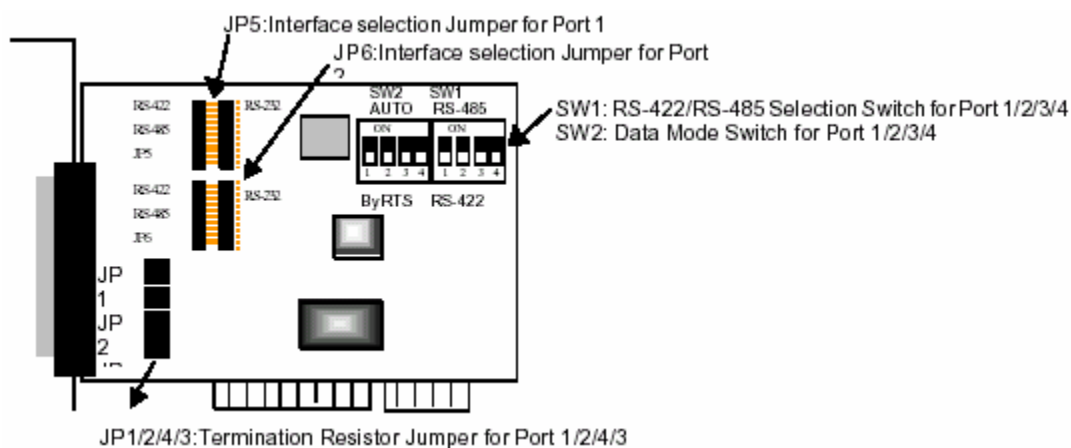 JP5:Interface selection Jumper for Port 1
JP6:Interface selection Jumper for Port
2
SW2 SW1
AUTO RS-485
RS-422 RS-232
RS-485
JP5
ON ON
1 2 3 4 1 2 3 4
SW1: RS-422/RS-485 Selection Switch for Port 1/2/3/4
SW2: Data Mode Switch for Port 1/2/3/4
RS-422 RS-232
RS-485
JP6
ByRTS RS-422
JP
1
JP
2
JP1/2/4/3:Termination Resistor Jumper for Port 1/2/4/3